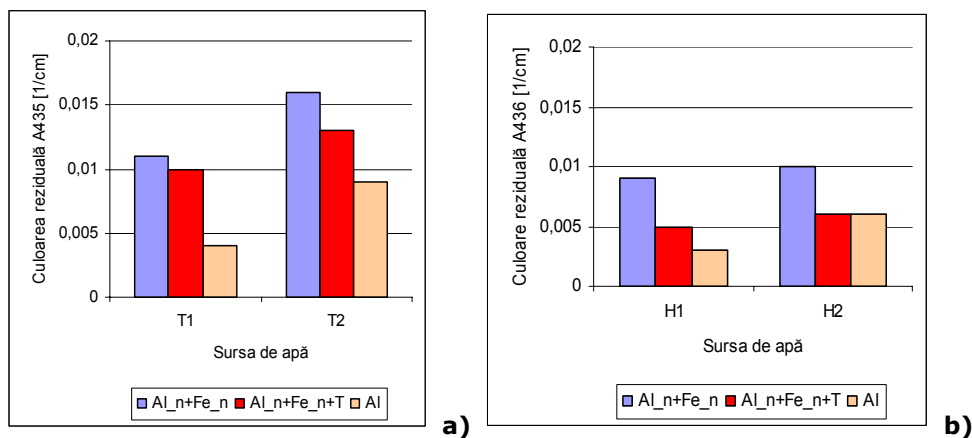 Culoarea reziduală A435 [1/cm]
0,02
0,015
0,01
0,005
0
T1 T2
Sursa de apă
Al_n+Fe_n Al_n+Fe_n+T Al
a)
Culoare reziduală A436 [1/cm]
0,02
0,015
0,01
0,005
0
H1 H2
Sursa de apă
Al_n+Fe_n Al_n+Fe_n+T Al
b)